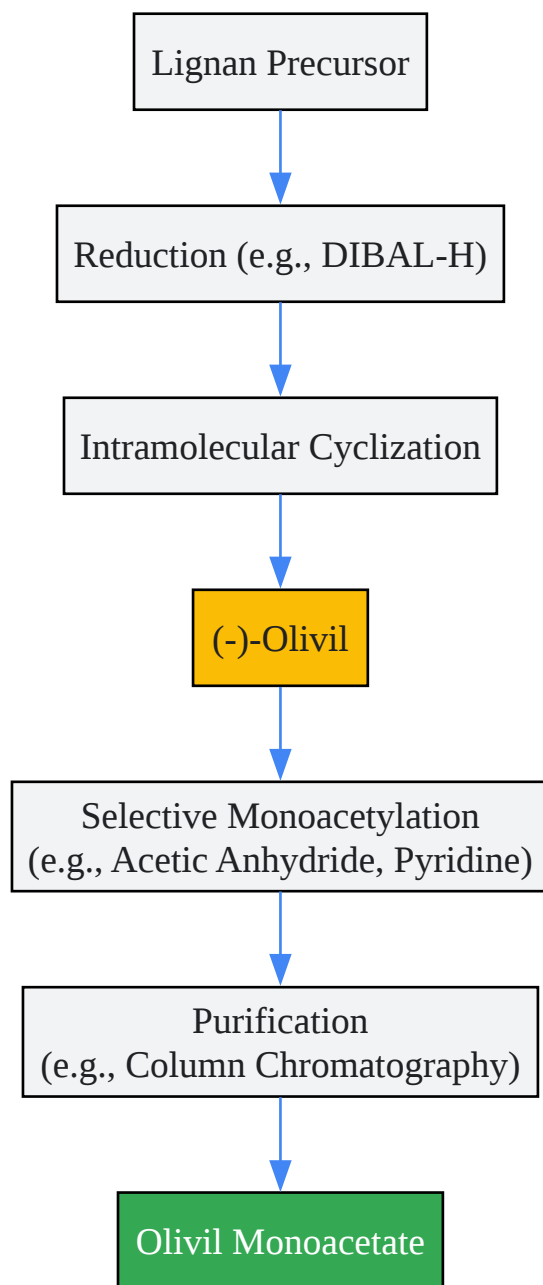 Lignan Precursor
Reduction (e.g., DIBAL-H)
Intramolecular Cyclization
(-)-Olivil
Selective Monoacetylation
(e.g., Acetic Anhydride, Pyridine)
Purification
(e.g., Column Chromatography)
Olivil Monoacetate